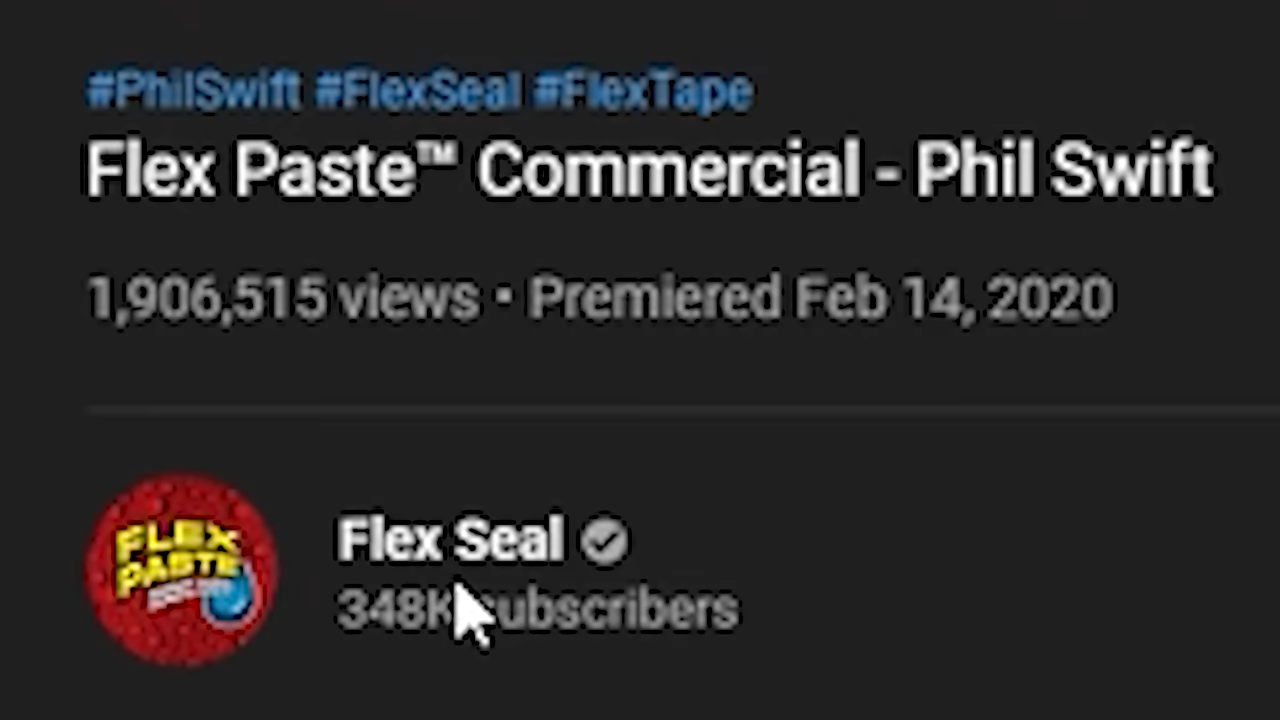 #PhilSwift #FlexSeal #FlexTape
Flex Paste™ Commercial - Phil Swift
1,906,515 views • Premiered Feb 14, 2020
FLEX
PASTE
Flex Seal
348K subscribers